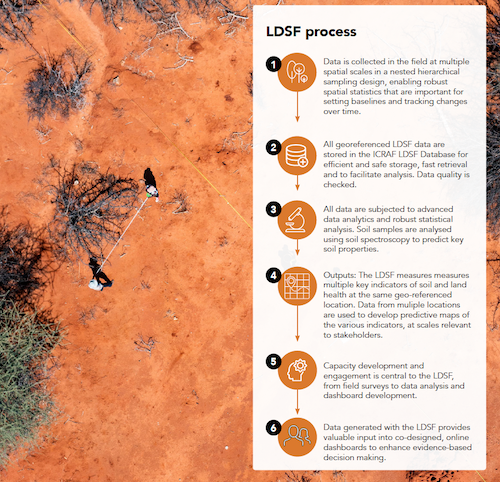 LDSF process
1
Data is collected in the field at multiple
spatial scales in a nested hierarchical
sampling design, enabling robust
spatial statistics that are important for
setting baselines and tracking changes
over time.
2
All georeferenced LDSF data are
stored in the ICRAF LDSF Database for
efficient and safe storage, fast retrieval
and to facilitate analysis. Data quality is
checked.
3
All data are subjected to advanced
data analytics and robust statistical
analysis. Soil samples are analysed
using soil spectroscopy to predict key
soil properties.
4
Outputs: The LDSF measures measures
multiple key indicators of soil and land
health at the same geo-referenced
location. Data from muliple locations
are used to develop predictive maps of
the various indicators, at scales relevant
to stakeholders.
5
Capacity development and
engagement is central to the LDSF,
from field surveys to data analysis and
dashboard development.
6
Data generated with the LDSF provides
valuable input into co-designed, online
dashboards to enhance evidence-based
decision making.